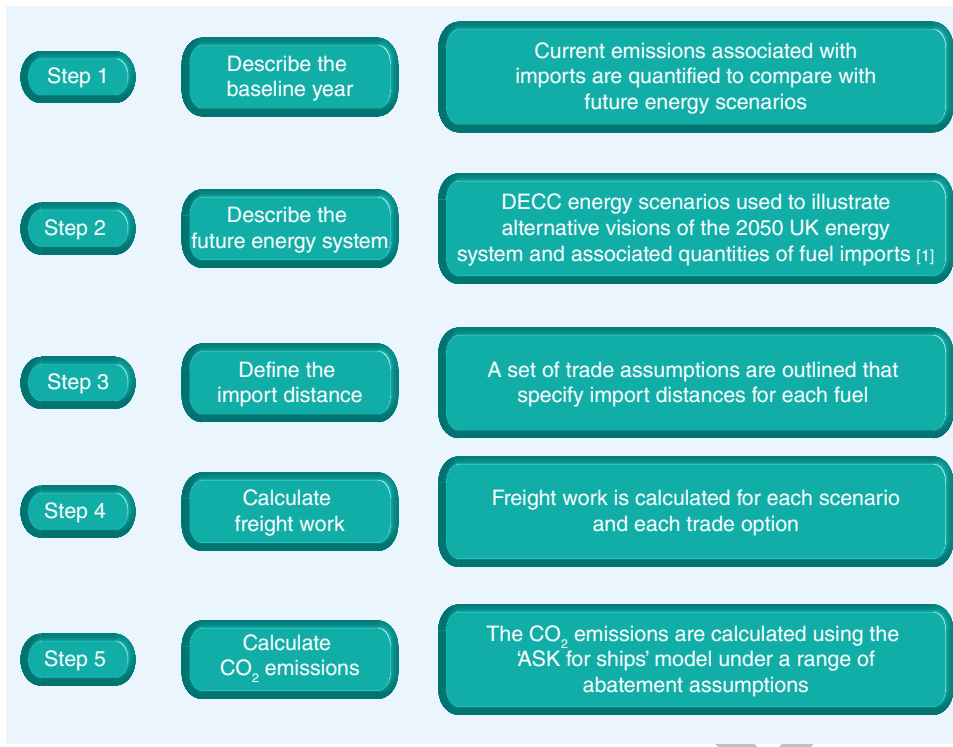 Step 1
Describe the
baseline year
Current emissions associated with
imports are quantified to compare with
future energy scenarios
Step 2
Describe the
future energy system
DECC energy scenarios used to illustrate
alternative visions of the 2050 UK energy
system and associated quantities of fuel imports [1]
Step 3
Define the
import distance
A set of trade assumptions are outlined that
specify import distances for each fuel
Step 4
Calculate
freight work
Freight work is calculated for each scenario
and each trade option
Step 5
Calculate
CO₂ emissions
The CO₂ emissions are calculated using the
‘ASK for ships’ model under a range of
abatement assumptions